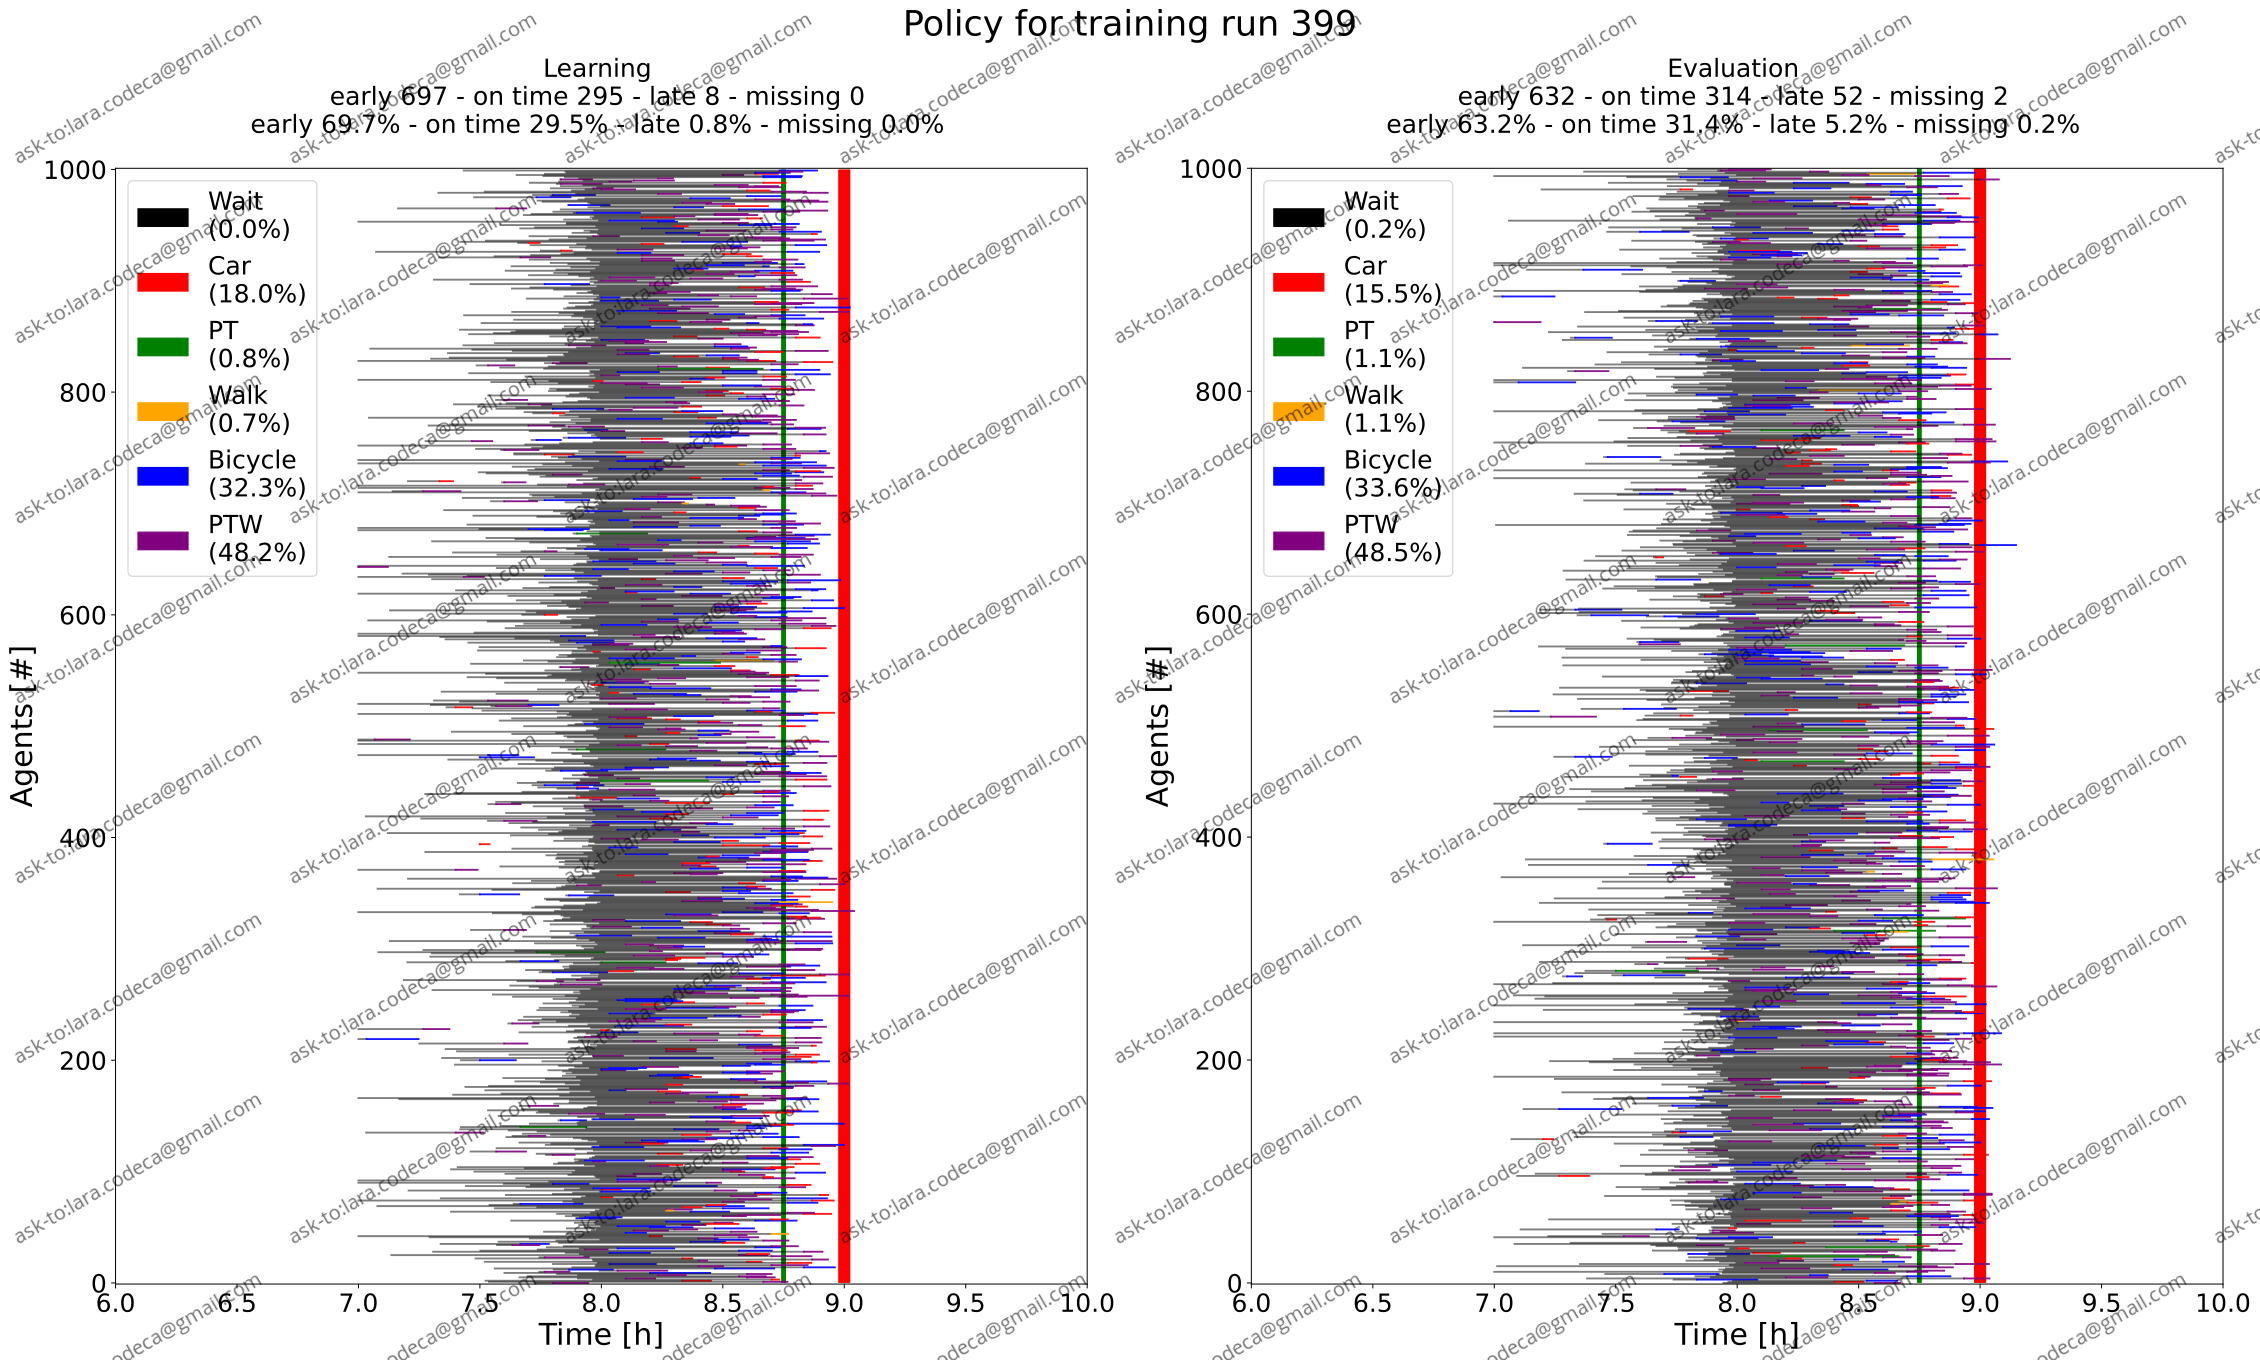 Policy for training run 399
Learning
early 697 - on time 295 - late 8 - missing 0
early 69.7% - on time 29.5% - late 0.8% - missing 0.0%
Wait
(0.0%)
Car
(18.0%)
PT
(0.8%)
Walk
(0.7%)
Bicycle
(32.3%)
PTW
(48.2%)
1000
800
600
400
200
0
Agents [#]
6.0 6.5 7.0 7.5 8.0 8.5 9.0 9.5 10.0
Time [h]
Evaluation
early 632 - on time 314 - late 52 - missing 2
early 63.2% - on time 31.4% - late 5.2% - missing 0.2%
Wait
(0.2%)
Car
(15.5%)
PT
(1.1%)
Walk
(1.1%)
Bicycle
(33.6%)
PTW
(48.5%)
1000
800
600
400
200
0
Agents [#]
6.0 6.5 7.0 7.5 8.0 8.5 9.0 9.5 10.0
Time [h]
ask-to:lara.codeca@gmail.com